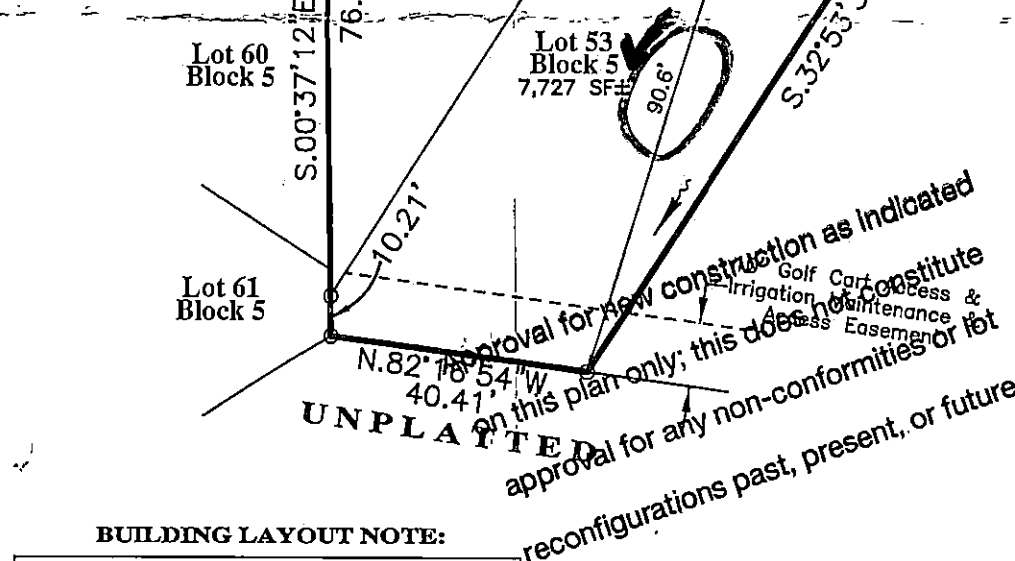 Lot 60
Block 5
S.00°37'12"E
76.
Lot 53
Block 5
7,727 SF±
90.6'
S.32°53'
10.21'
Lot 61
Block 5
Golf Cart Access &
Irrigation Maintenance &
Access Easement
N.82°18'54"W.
40.41'
UNPLATTED
Approval for new construction as indicated
on this plan only; this does not constitute
approval for any non-conformities or lot
reconfigurations past, present, or future
BUILDING LAYOUT NOTE: